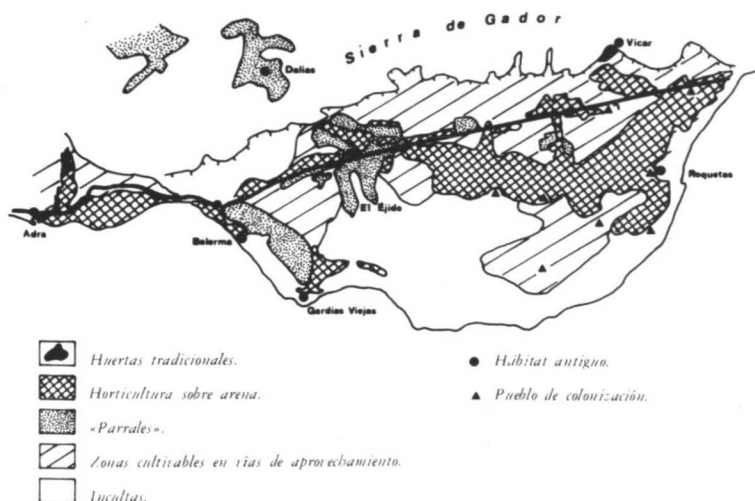 Sierra de Gador
Vicar
Dalias
Roquetas
El Ejido
Adra
Balerma
Gardias Viejas
Huertas tradicionales.
Horticultura sobre arena.
«Parrales».
Zonas cultivables en vías de aprovechamiento.
Incultas.
Hábitat antiguo.
Pueblo de colonización.